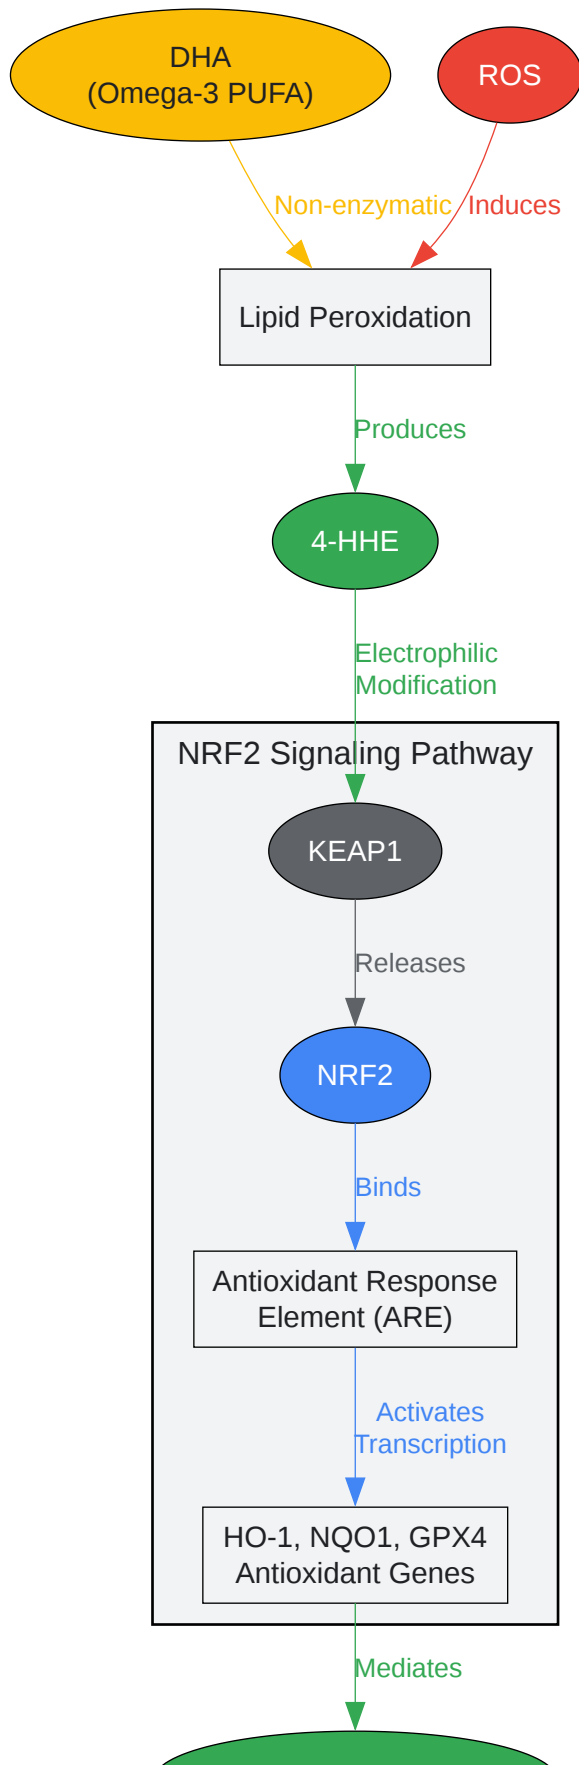 DHA
(Omega-3 PUFA)
ROS
Non-enzymatic
Induces
Lipid Peroxidation
Produces
4-HHE
Electrophilic
Modification
NRF2 Signaling Pathway
KEAP1
Releases
NRF2
Binds
Antioxidant Response
Element (ARE)
Activates
Transcription
HO-1, NQO1, GPX4
Antioxidant Genes
Mediates